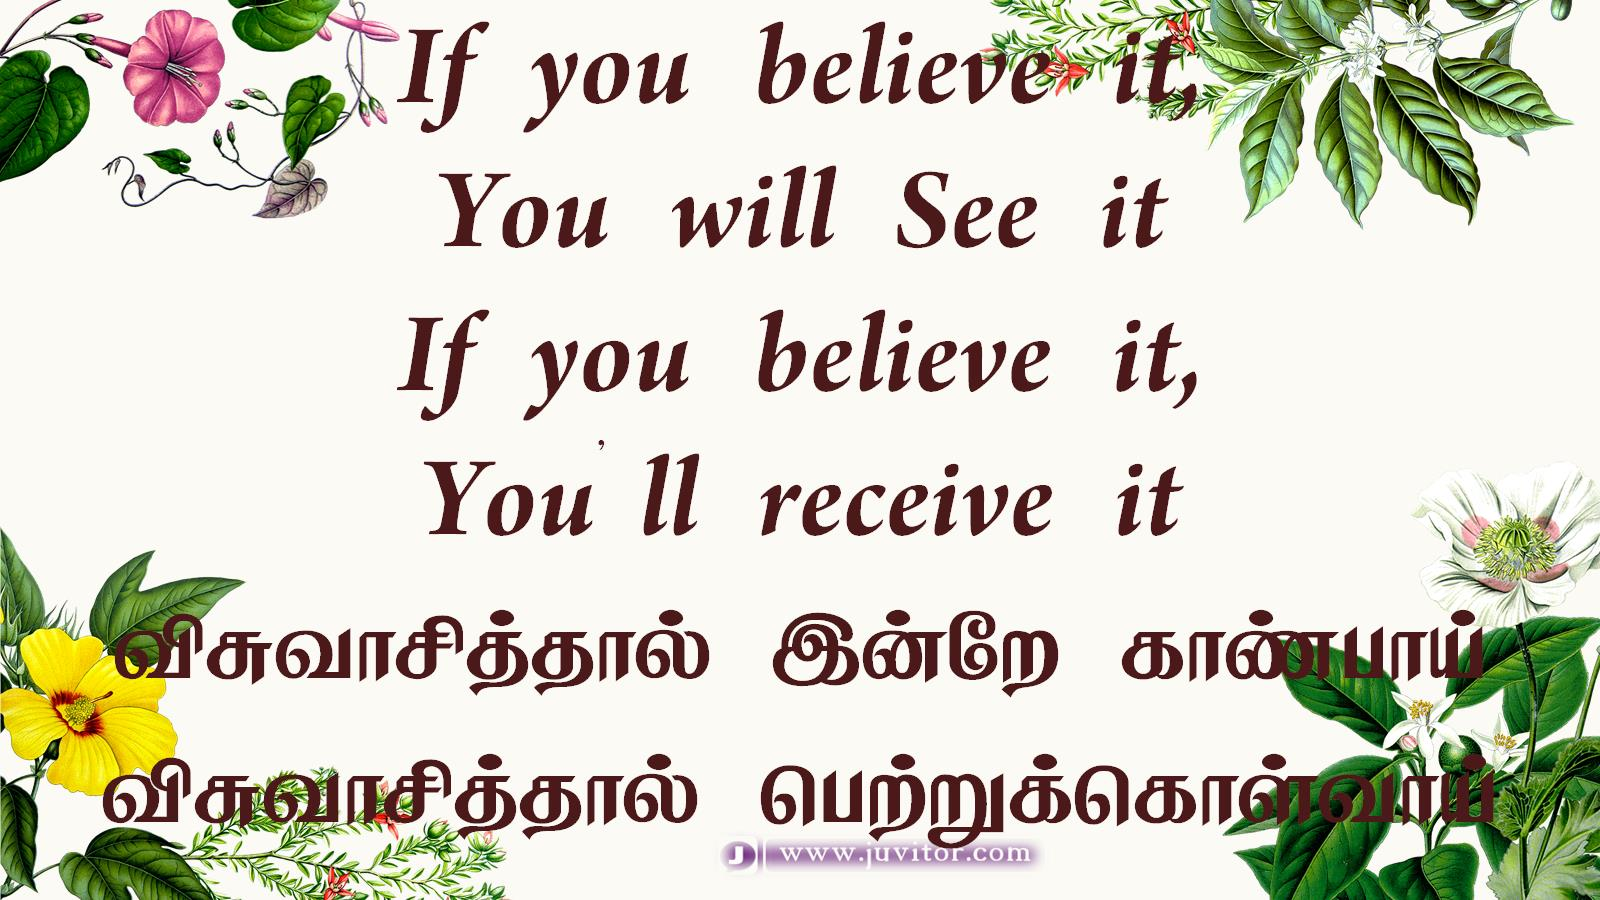 If you believe it,
You will See it
If you believe it,
You'll receive it
விசுவாசித்தால் இன்றே காண்பாய்
விசுவாசித்தால் பெற்றுக்கொள்வாய்
J | www.juvitor.com